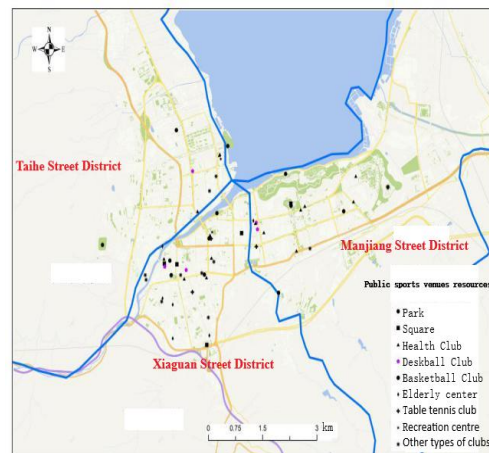 N
W E
S
Taihe Street District
Manjiang Street District
Public sports venues resources
Park
Square
Health Club
Deskball Club
Basketball Club
Elderly center
Table tennis club
Recreation centre
Other types of clubs
Xiaguan Street District
km
0 0.75 1.5 3